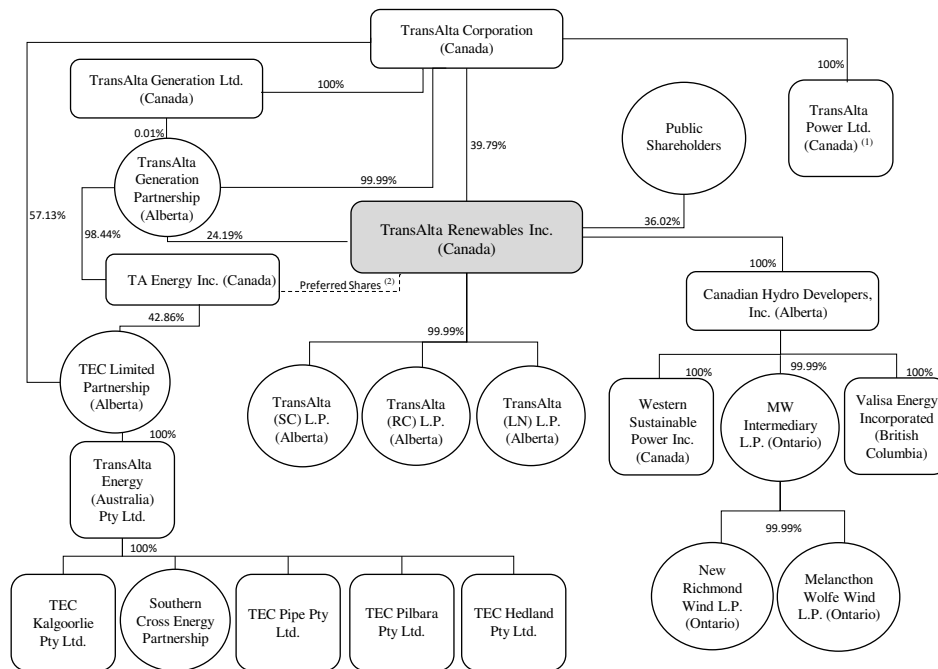 TransAlta Corporation
(Canada)
TransAlta Generation Ltd.
(Canada)
100%
100%
0.01%
39.79%
Public
Shareholders
TransAlta
Power Ltd.
(Canada) (1)
TransAlta
Generation
Partnership
(Alberta)
99.99%
57.13%
98.44%
24.19%
TransAlta Renewables Inc.
(Canada)
36.02%
TA Energy Inc. (Canada)
Preferred Shares (2)
100%
Canadian Hydro Developers,
Inc. (Alberta)
42.86%
99.99%
TEC Limited
Partnership
(Alberta)
TransAlta
(SC) L.P.
(Alberta)
TransAlta
(RC) L.P.
(Alberta)
TransAlta
(LN) L.P.
(Alberta)
100%
99.99%
100%
Western
Sustainable
Power Inc.
(Canada)
MW
Intermediary
L.P. (Ontario)
Valisa Energy
Incorporated
(British
Columbia)
100%
TransAlta
Energy
(Australia)
Pty Ltd.
99.99%
100%
TEC
Kalgoorlie
Pty Ltd.
Southern
Cross Energy
Partnership
TEC Pipe Pty
Ltd.
TEC Pilbara
Pty Ltd.
TEC Hedland
Pty Ltd.
New
Richmond
Wind L.P.
(Ontario)
Melancthon
Wolfe Wind
L.P. (Ontario)